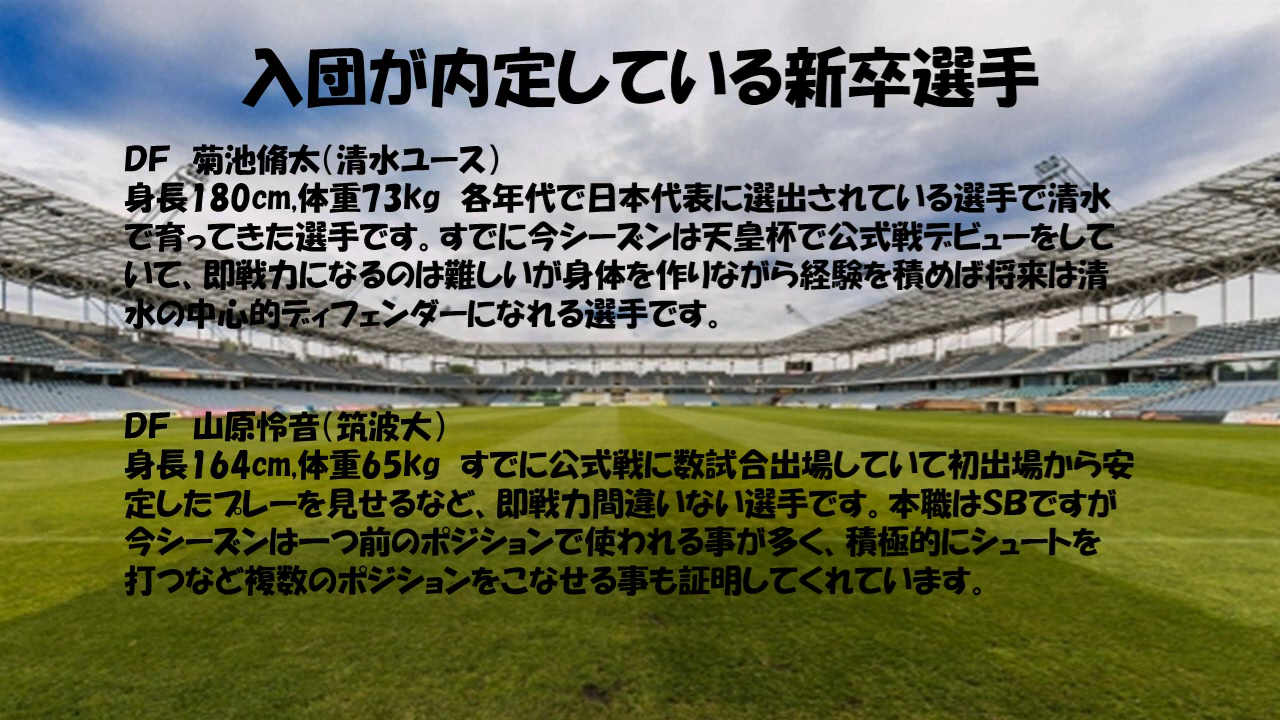 入団が内定している新卒選手
DF　菊池脩太（清水ユース）
身長180cm,体重73kg　各年代で日本代表に選出されている選手で清水
で育ってきた選手です。すでに今シーズンは天皇杯で公式戦デビューをして
いて、即戦力になるのは難しいが身体を作りながら経験を積めば将来は清
水の中心的ディフェンダーになれる選手です。
DF　山原怜音（筑波大）
身長164cm,体重65kg　すでに公式戦に数試合出場していて初出場から安
定したプレーを見せるなど、即戦力間違いない選手です。本職はSBですが
今シーズンは一つ前のポジションで使われる事が多く、積極的にシュートを
打つなど複数のポジションをこなせる事も証明してくれています。